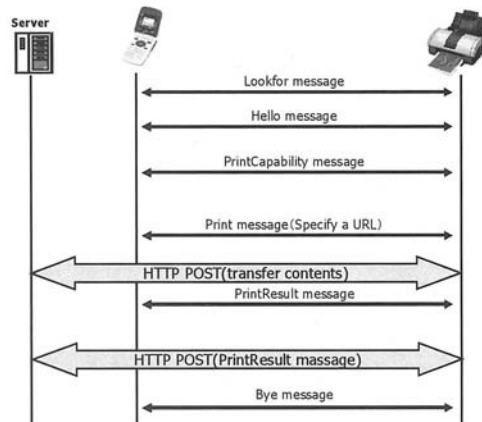 Server
Lookfor message
Hello message
PrintCapability message
Print message(Specify a URL)
HTTP POST(transfer contents)
PrintResult message
HTTP POST(PrintResult massage)
Bye message